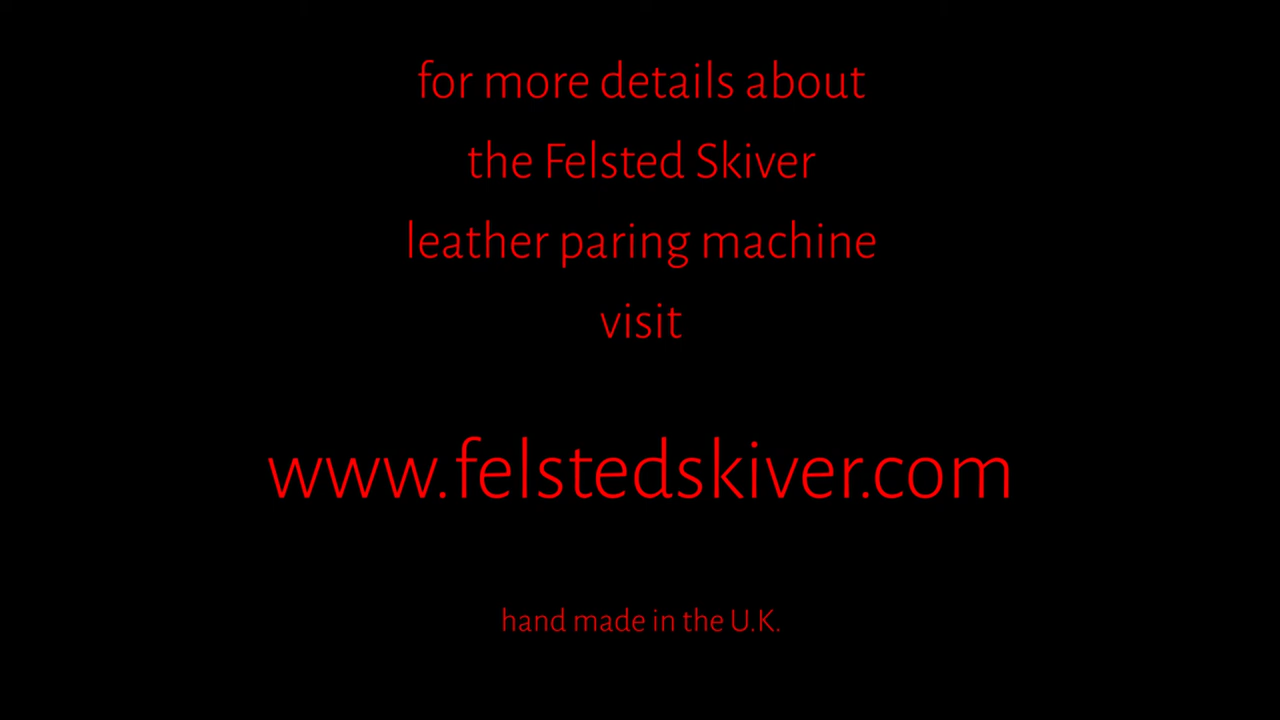 for more details about
the Felsted Skiver
leather paring machine
visit
www.felstedskiver.com
hand made in the U.K.